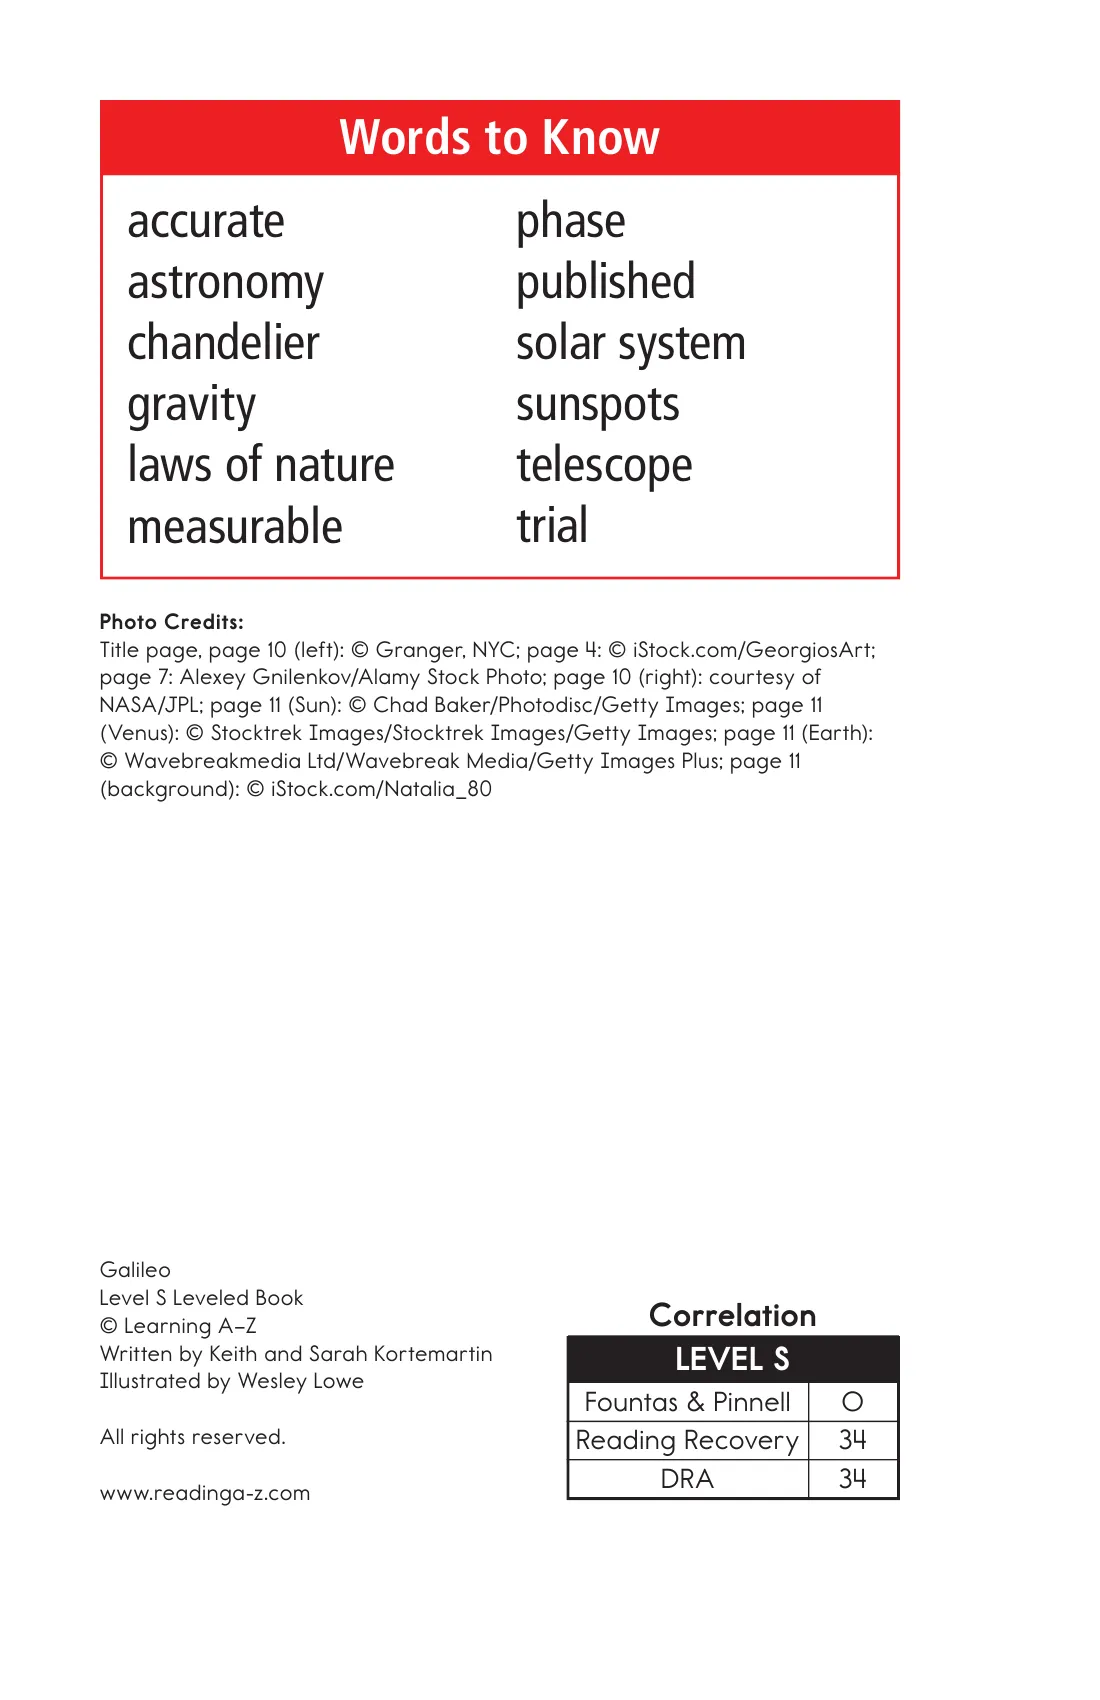 Words to Know
accurate
astronomy
chandelier
gravity
laws of nature
measurable
phase
published
solar system
sunspots
telescope
trial
Photo Credits:
Title page, page 10 (left): © Granger, NYC; page 4: © iStock.com/GeorgiosArt;
page 7: Alexey Gnilenkov/Alamy Stock Photo; page 10 (right): courtesy of
NASA/JPL; page 11 (Sun): © Chad Baker/Photodisc/Getty Images; page 11
(Venus): © Stocktrek Images/Stocktrek Images/Getty Images; page 11 (Earth):
© Wavebreakmedia Ltd/Wavebreak Media/Getty Images Plus; page 11
(background): © iStock.com/Natalia_80
Galileo
Level S Leveled Book
© Learning A–Z
Written by Keith and Sarah Kortemartin
Illustrated by Wesley Lowe
All rights reserved.
www.readinga-z.com
Correlation
LEVEL S
Fountas & Pinnell O
Reading Recovery 34
DRA 34